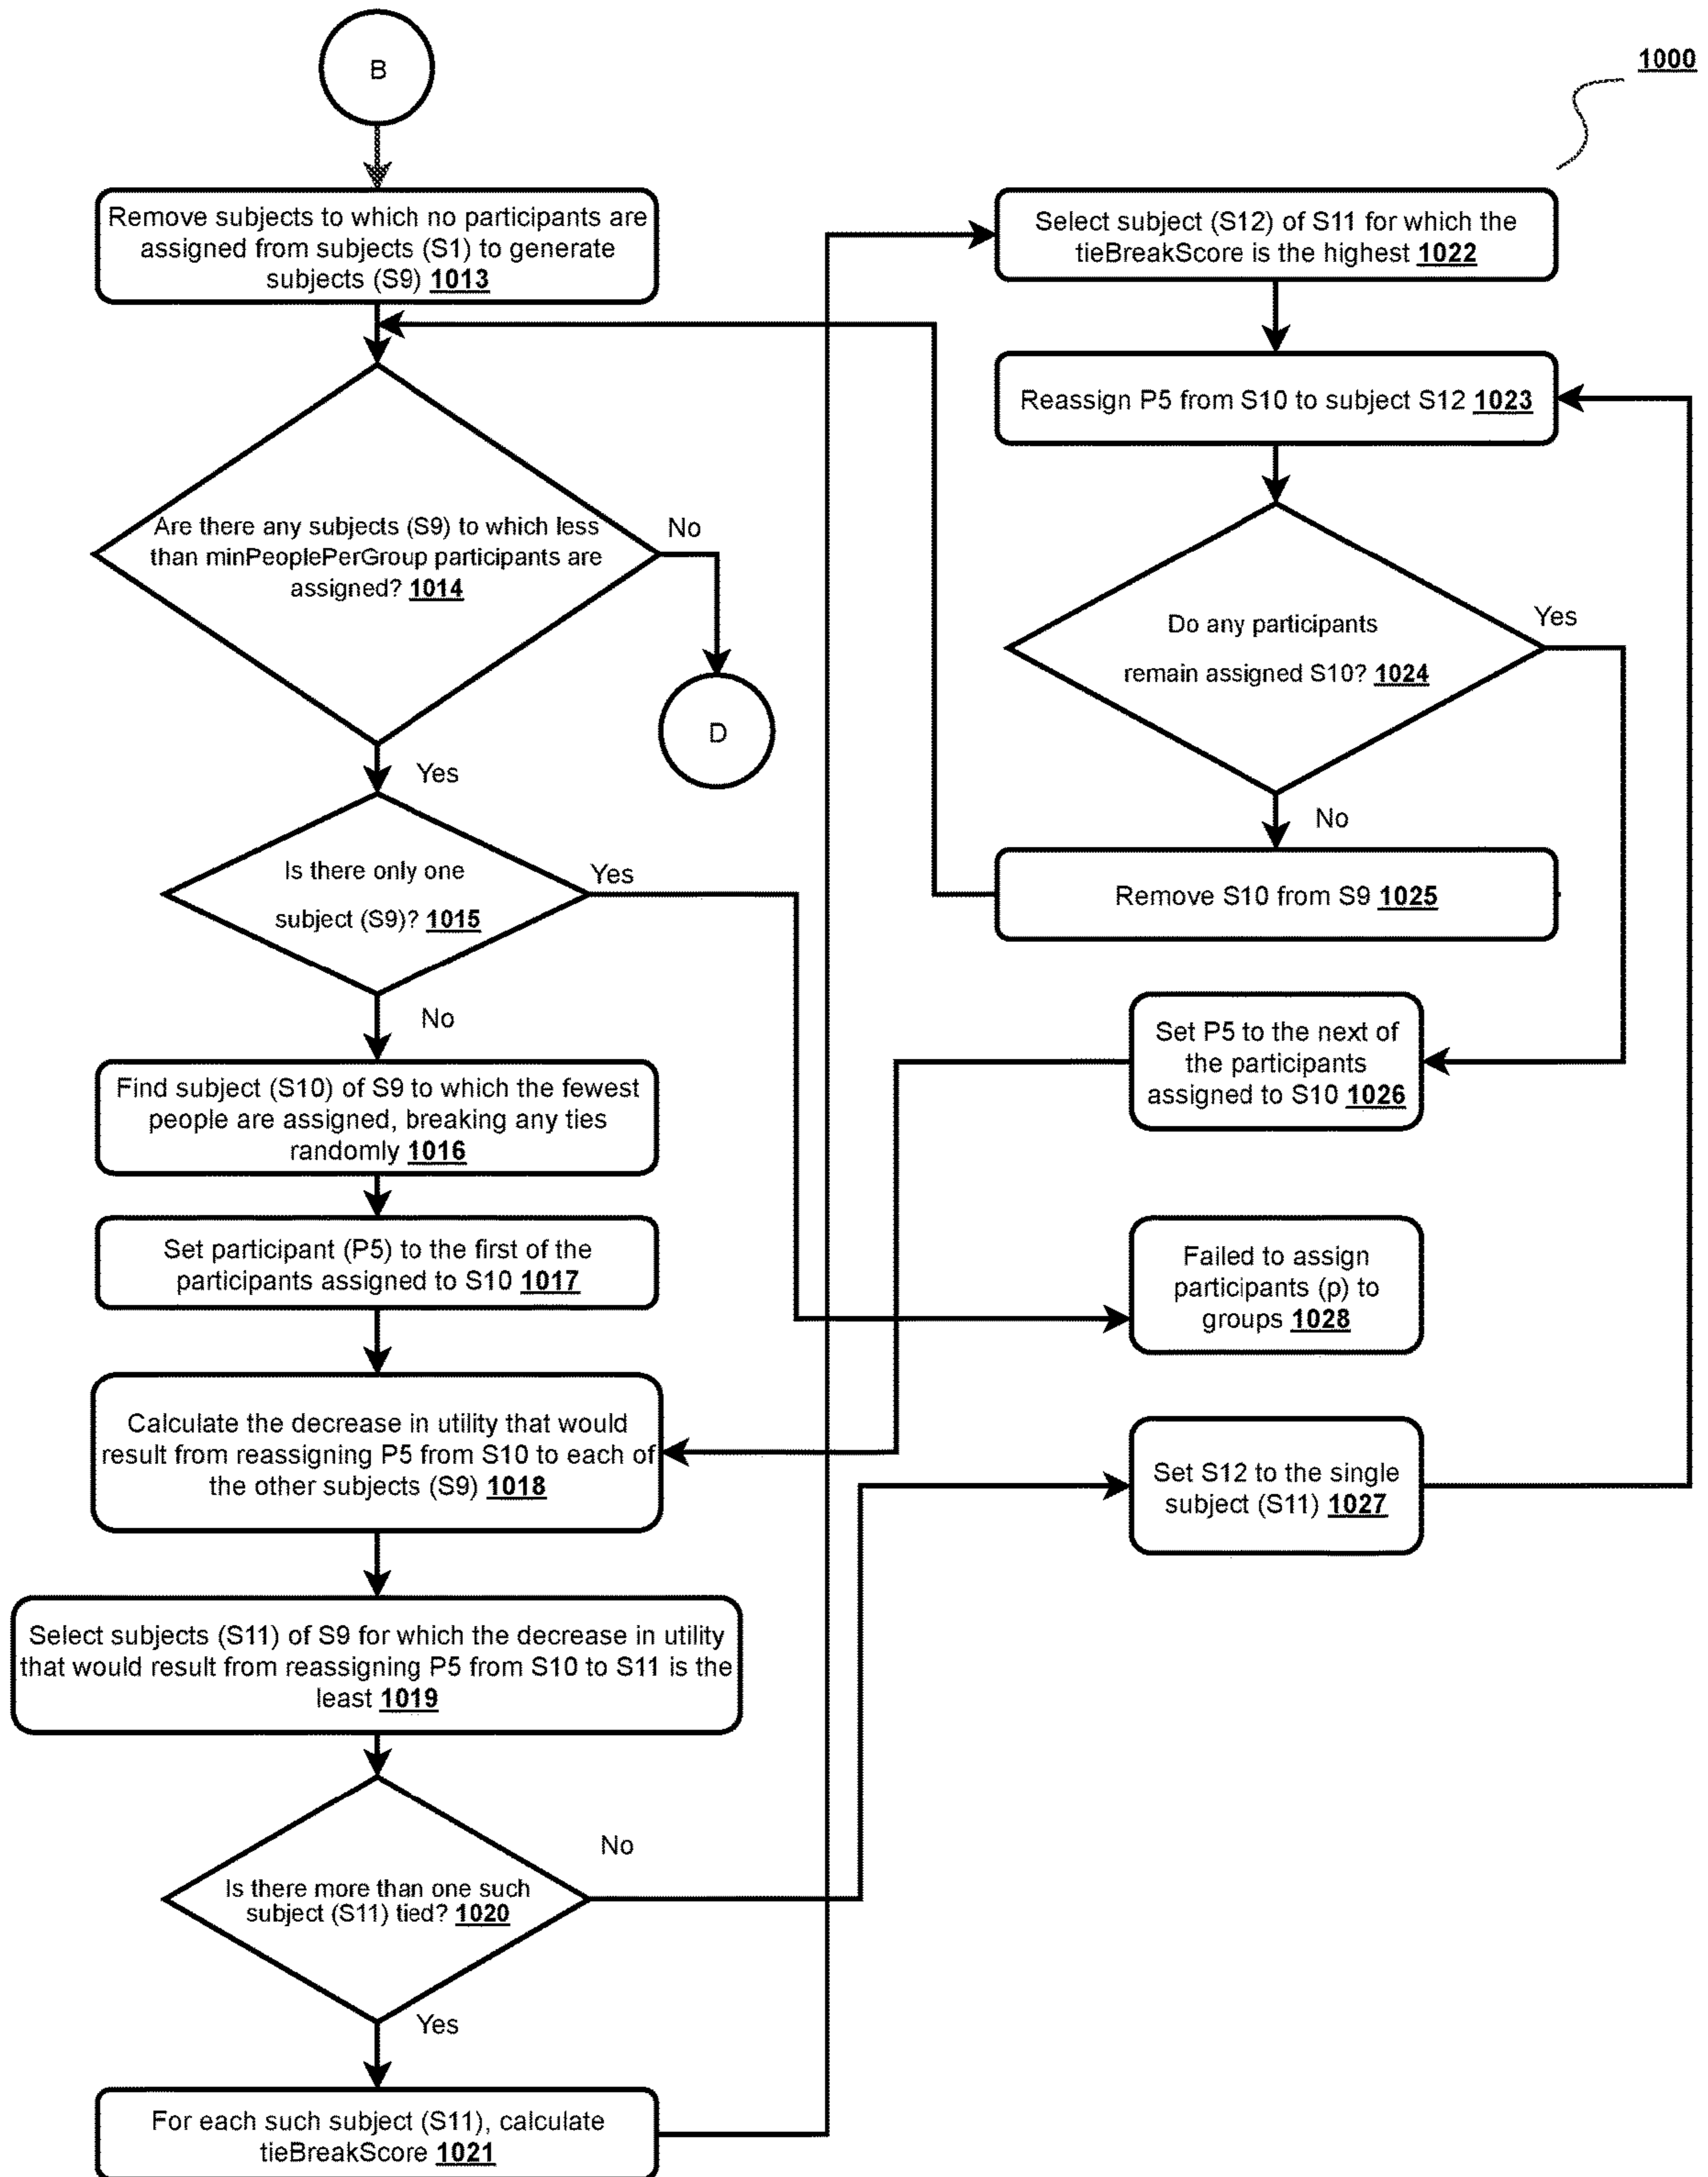 B
1000
Remove subjects to which no participants are
assigned from subjects (S1) to generate
subjects (S9) 1013
Are there any subjects (S9) to which less
than minPeoplePerGroup participants are
assigned? 1014
No
D
Yes
Is there only one
subject (S9)? 1015
Yes
No
Find subject (S10) of S9 to which the fewest
people are assigned, breaking any ties
randomly 1016
Set participant (P5) to the first of the
participants assigned to S10 1017
Calculate the decrease in utility that would
result from reassigning P5 from S10 to each of
the other subjects (S9) 1018
Select subjects (S11) of S9 for which the decrease in utility
that would result from reassigning P5 from S10 to S11 is the
least 1019
Is there more than one such
subject (S11) tied? 1020
No
Yes
For each such subject (S11), calculate
tieBreakScore 1021
Select subject (S12) of S11 for which the
tieBreakScore is the highest 1022
Reassign P5 from S10 to subject S12 1023
Do any participants
remain assigned S10? 1024
Yes
No
Remove S10 from S9 1025
Set P5 to the next of
the participants
assigned to S10 1026
Failed to assign
participants (p) to
groups 1028
Set S12 to the single
subject (S11) 1027